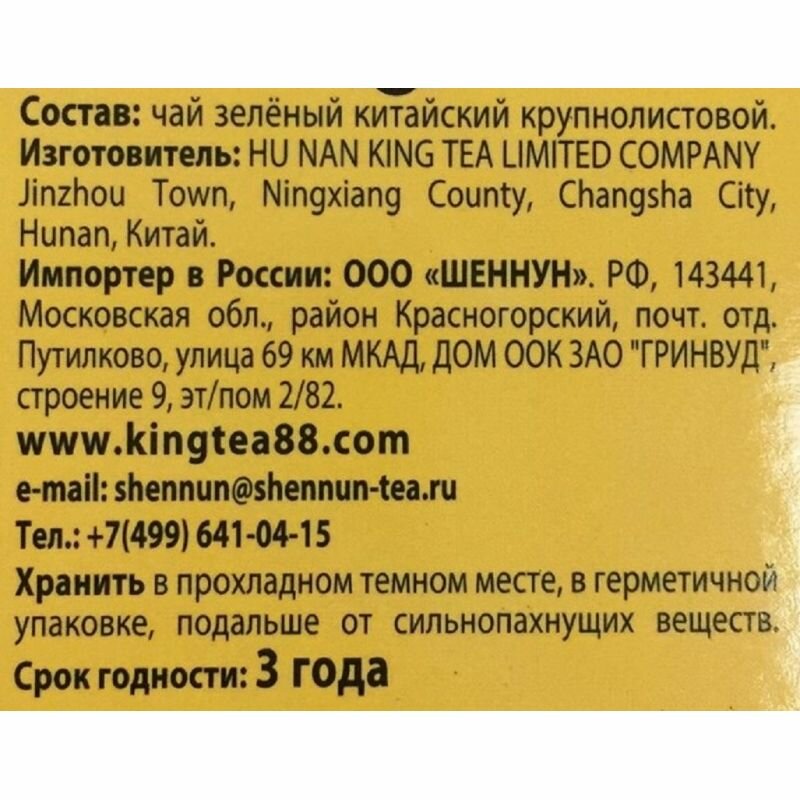 Состав: чай зелёный китайский крупнолистовой.
Изготовитель: HU NAN KING TEA LIMITED COMPANY
Jinzhou Town, Ningxiang County, Changsha City,
Hunan, Китай.
Импортер в России: ООО «ШЕННУН». РФ, 143441,
Московская обл., район Красногорский, почт. отд.
Путилково, улица 69 км МКАД, ДОМ ООК ЗАО "ГРИНВУД",
строение 9, эт/пом 2/82.
www.kingtea88.com
e-mail: shennun@shennun-tea.ru
Тел.: +7(499) 641-04-15
Хранить в прохладном темном месте, в герметичной
упаковке, подальше от сильнопахнущих веществ.
Срок годности: 3 года